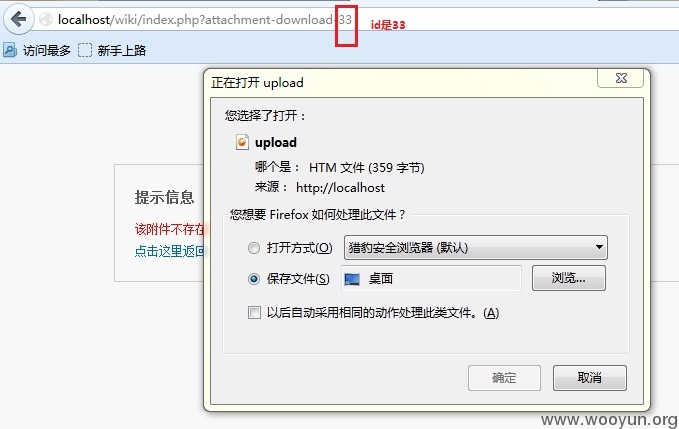 localhost/wiki/index.php?attachment-download-33
id是33
访问最多 新手上路
正在打开 upload
您选择了打开：
upload
哪个是： HTM 文件 (359 字节)
来源： http://localhost
提示信息
该附件不存在
点击这里返回
您想要 Firefox 如何处理此文件？
打开方式(O) 猎豹安全浏览器 (默认)
保存文件(S) 桌面 浏览...
以后自动采用相同的动作处理此类文件。(A)
确定 取消
www.wooyun.org